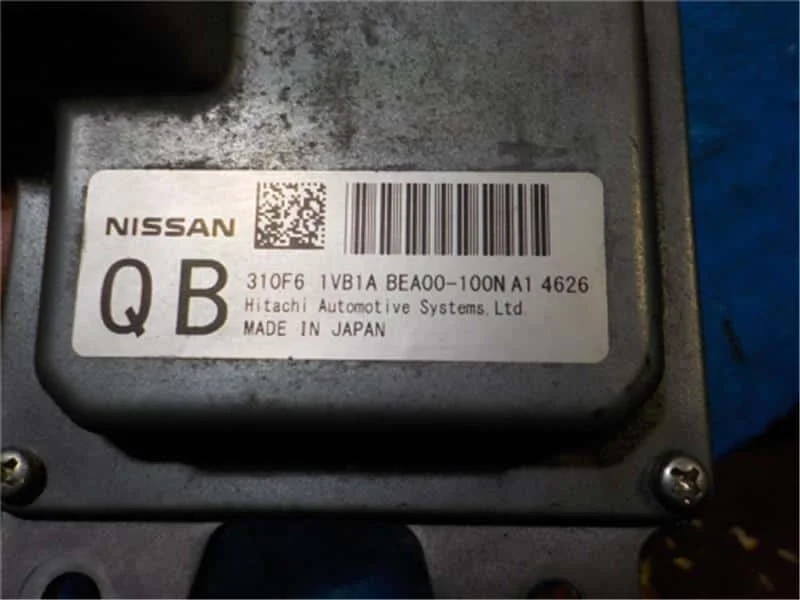 NISSAN
QB
310F6 1VB1A BEA00-100N A1 4626
Hitachi Automotive Systems, Ltd.
MADE IN JAPAN